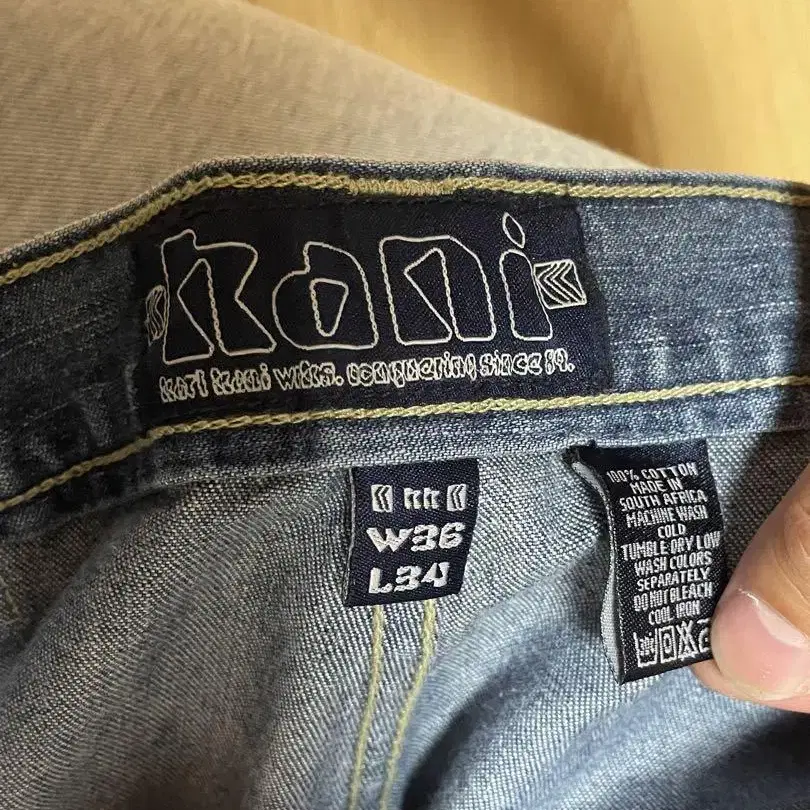 kani
karl kani wrks. conquering since 89.
kk
W36
L34
100% COTTON
MADE IN
SOUTH AFRICA
MACHINE WASH
COLD
TUMBLE DRY LOW
WASH COLORS
SEPARATELY
DO NOT BLEACH
COOL IRON